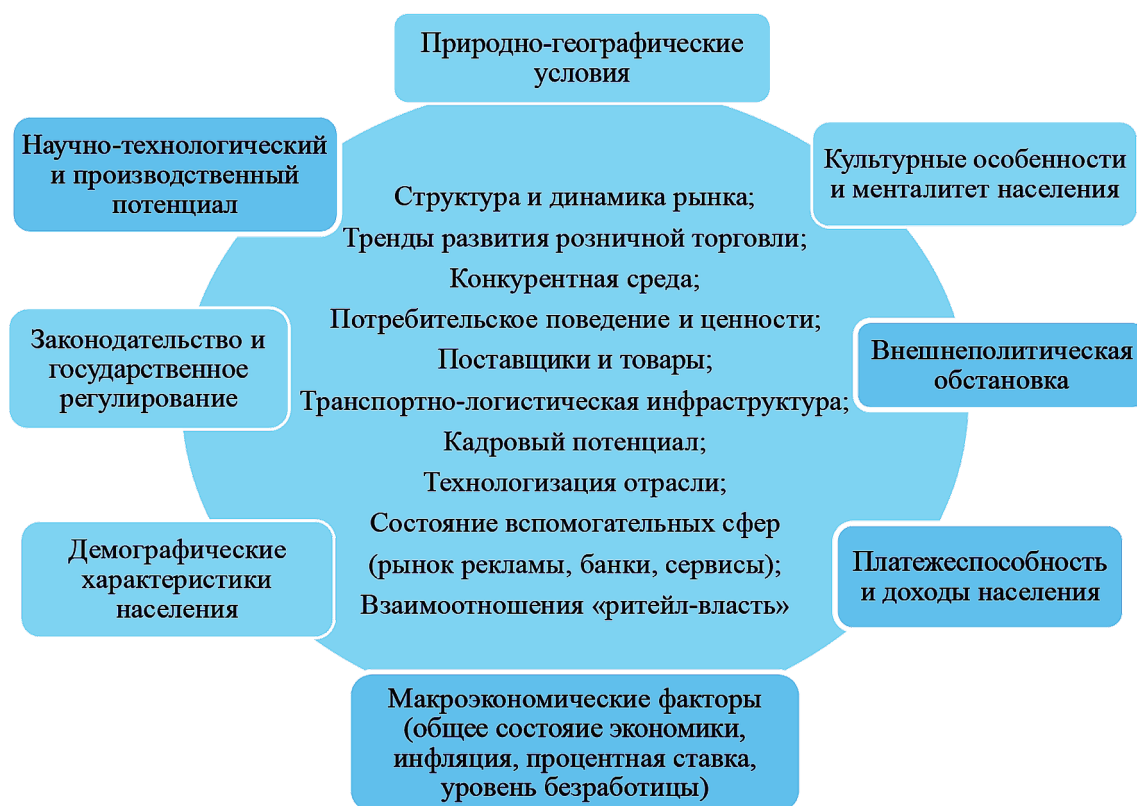 Природно-географические
условия
Научно-технологический
и производственный
потенциал
Культурные особенности
и менталитет населения
Структура и динамика рынка;
Тренды развития розничной торговли;
Конкурентная среда;
Потребительское поведение и ценности;
Поставщики и товары;
Транспортно-логистическая инфраструктура;
Кадровый потенциал;
Технологизация отрасли;
Состояние вспомогательных сфер
(рынок рекламы, банки, сервисы);
Взаимоотношения «ритейл-власть»
Законодательство и
государственное
регулирование
Внешнеполитическая
обстановка
Демографические
характеристики
населения
Платежеспособность
и доходы населения
Макроэкономические факторы
(общее состояие экономики,
инфляция, процентная ставка,
уровень безработицы)